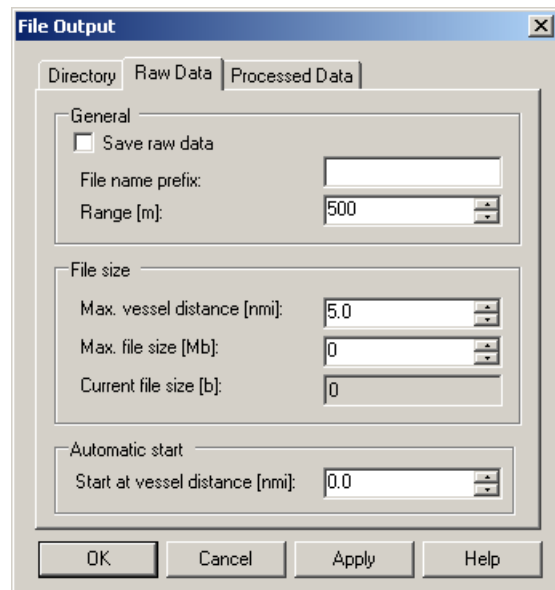 File Output
Directory Raw Data Processed Data
General
Save raw data
File name prefix:
Range [m]: 500
File size
Max. vessel distance [nmi]: 5.0
Max. file size [Mb]: 0
Current file size [b]: 0
Automatic start
Start at vessel distance [nmi]: 0.0
OK Cancel Apply Help